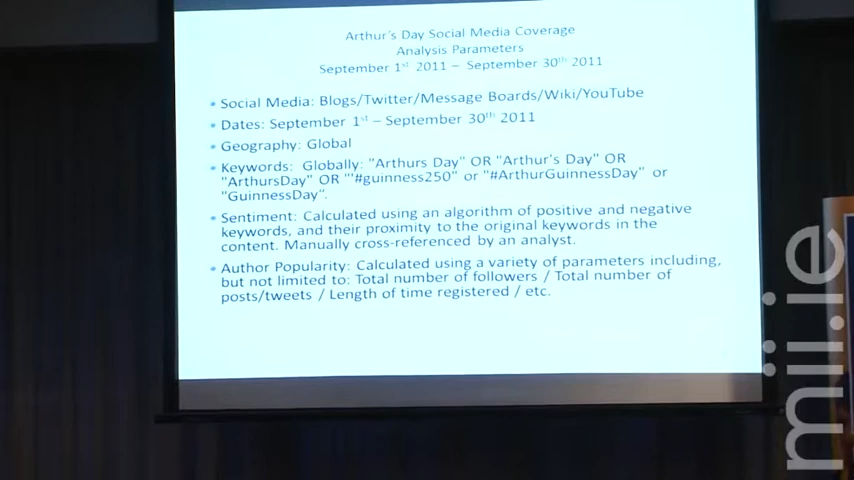 Arthur's Day Social Media Coverage
Analysis Parameters
September 1st 2011 – September 30th 2011
• Social Media: Blogs/Twitter/Message Boards/Wiki/YouTube
• Dates: September 1st – September 30th 2011
• Geography: Global
• Keywords: Globally: "Arthurs Day" OR "Arthur's Day" OR
"ArthursDay" OR "'#guinness250" or "#ArthurGuinnessDay" or
"GuinnessDay".
• Sentiment: Calculated using an algorithm of positive and negative
keywords, and their proximity to the original keywords in the
content. Manually cross-referenced by an analyst.
• Author Popularity: Calculated using a variety of parameters including,
but not limited to: Total number of followers / Total number of
posts/tweets / Length of time registered / etc.
mii.ie